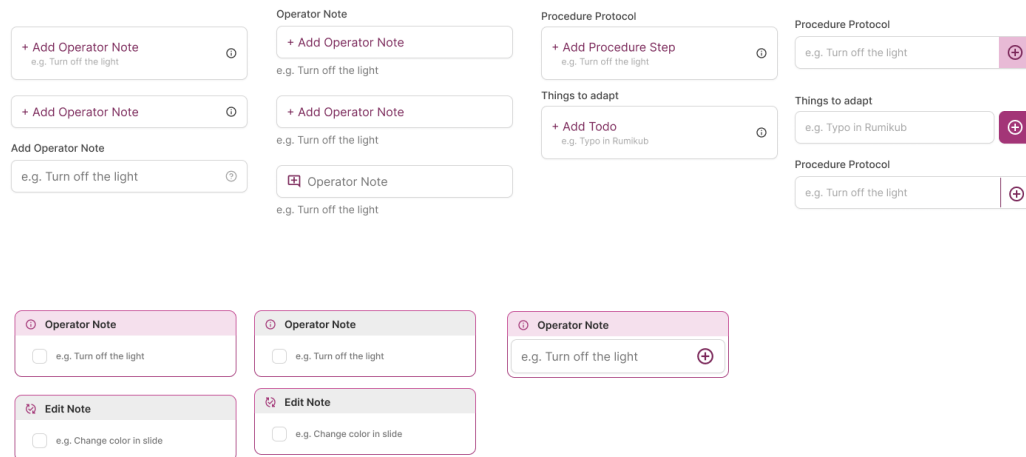 + Add Operator Note
e.g. Turn off the light
+ Add Operator Note
Add Operator Note
e.g. Turn off the light
Operator Note
+ Add Operator Note
e.g. Turn off the light
+ Add Operator Note
e.g. Turn off the light
Operator Note
e.g. Turn off the light
Procedure Protocol
+ Add Procedure Step
e.g. Turn off the light
Things to adapt
+ Add Todo
e.g. Typo in Rumikub
Procedure Protocol
e.g. Turn off the light
Things to adapt
e.g. Typo in Rumikub
Procedure Protocol
e.g. Turn off the light
Operator Note
e.g. Turn off the light
Edit Note
e.g. Change color in slide
Operator Note
e.g. Turn off the light
Edit Note
e.g. Change color in slide
Operator Note
e.g. Turn off the light